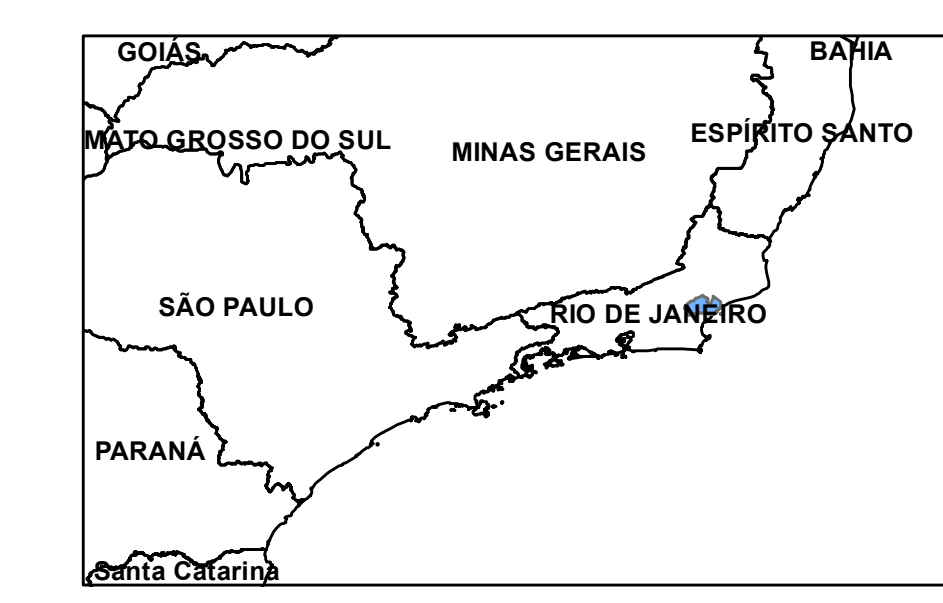 GOIÁS
BAHIA
MATO GROSSO DO SUL
MINAS GERAIS
ESPÍRITO SANTO
SÃO PAULO
RIO DE JANEIRO
PARANÁ
Santa Catarina